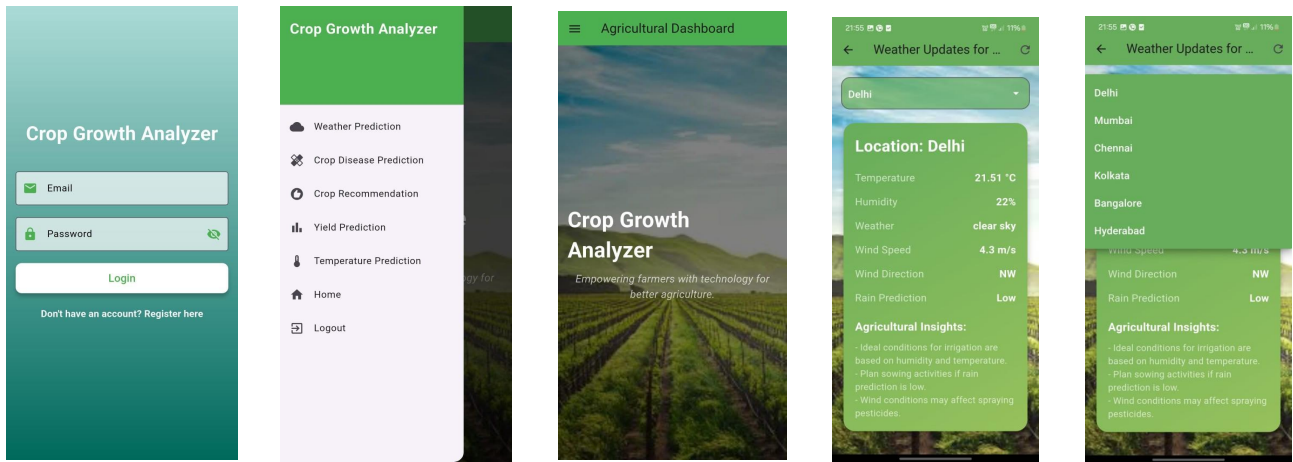 Crop Growth Analyzer
Email
Password
Login
Don't have an account? Register here
Crop Growth Analyzer
Weather Prediction
Crop Disease Prediction
Crop Recommendation
Yield Prediction
Temperature Prediction
Home
Logout
gy for
Agricultural Dashboard
Crop Growth
Analyzer
Empowering farmers with technology for
better agriculture.
21:55 11%
Weather Updates for ...
Delhi
Location: Delhi
Temperature 21.51 °C
Humidity 22%
Weather clear sky
Wind Speed 4.3 m/s
Wind Direction NW
Rain Prediction Low
Agricultural Insights:
- Ideal conditions for irrigation are
based on humidity and temperature.
- Plan sowing activities if rain
prediction is low.
- Wind conditions may affect spraying
pesticides.
21:55 11%
Weather Updates for ...
Delhi
Mumbai
Chennai
Kolkata
Bangalore
Hyderabad
Wind Speed 4.3 m/s
Wind Direction NW
Rain Prediction Low
Agricultural Insights:
- Ideal conditions for irrigation are
based on humidity and temperature.
- Plan sowing activities if rain
prediction is low.
- Wind conditions may affect spraying
pesticides.